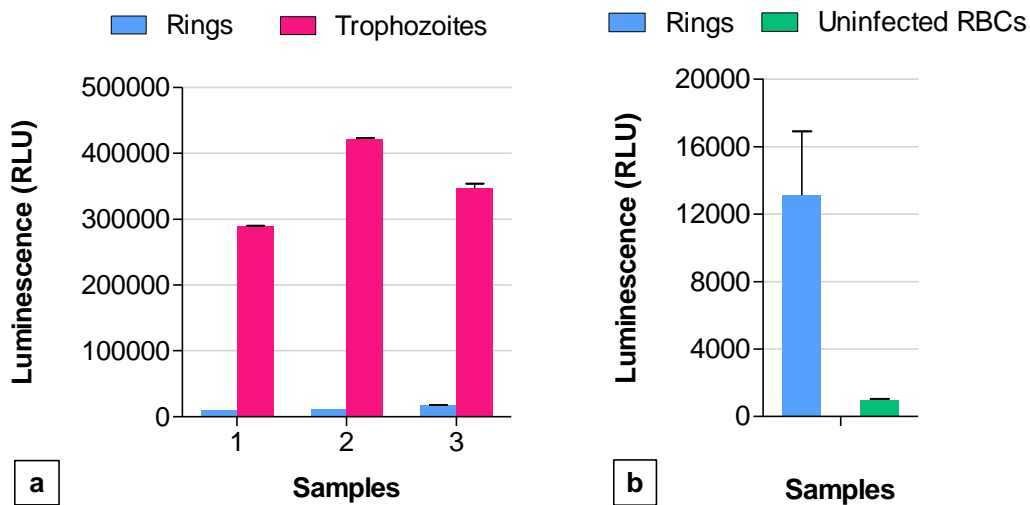 Rings Trophozoites
Luminescence (RLU)
500000
400000
300000
200000
100000
0
1 2 3
Samples
a
Rings Uninfected RBCs
Luminescence (RLU)
20000
16000
12000
8000
4000
0
Samples
b